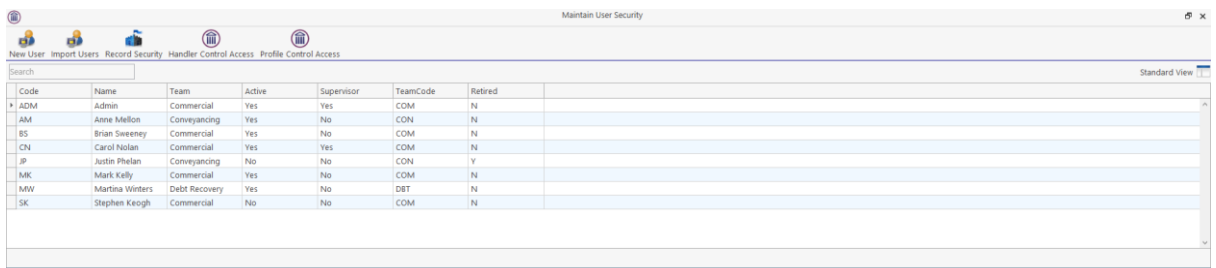 Maintain User Security
New User Import Users Record Security Handler Control Access Profile Control Access
Search Standard View
Code Name Team Active Supervisor TeamCode Retired
ADM Admin Commercial Yes Yes COM N
AM Anne Mellon Conveyancing Yes No CON N
BS Brian Sweeney Commercial Yes No COM N
CN Carol Nolan Commercial Yes Yes COM N
JP Justin Phelan Conveyancing No No CON Y
MK Mark Kelly Commercial Yes No COM N
MW Martina Winters Debt Recovery Yes No DBT N
SK Stephen Keogh Commercial No No COM N